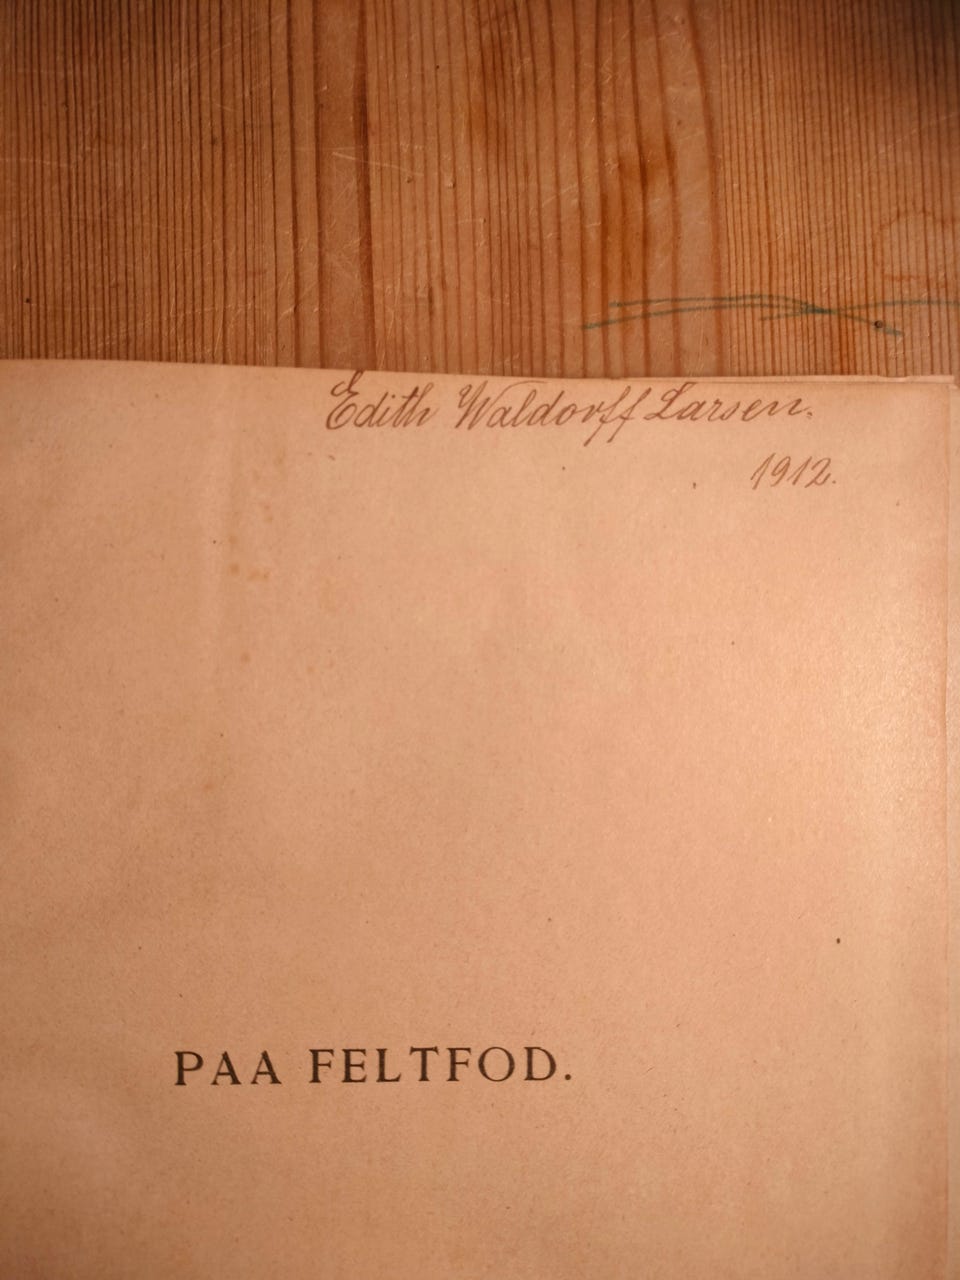 Edith Waldorff Larsen.
1912.
PAA FELTFOD.